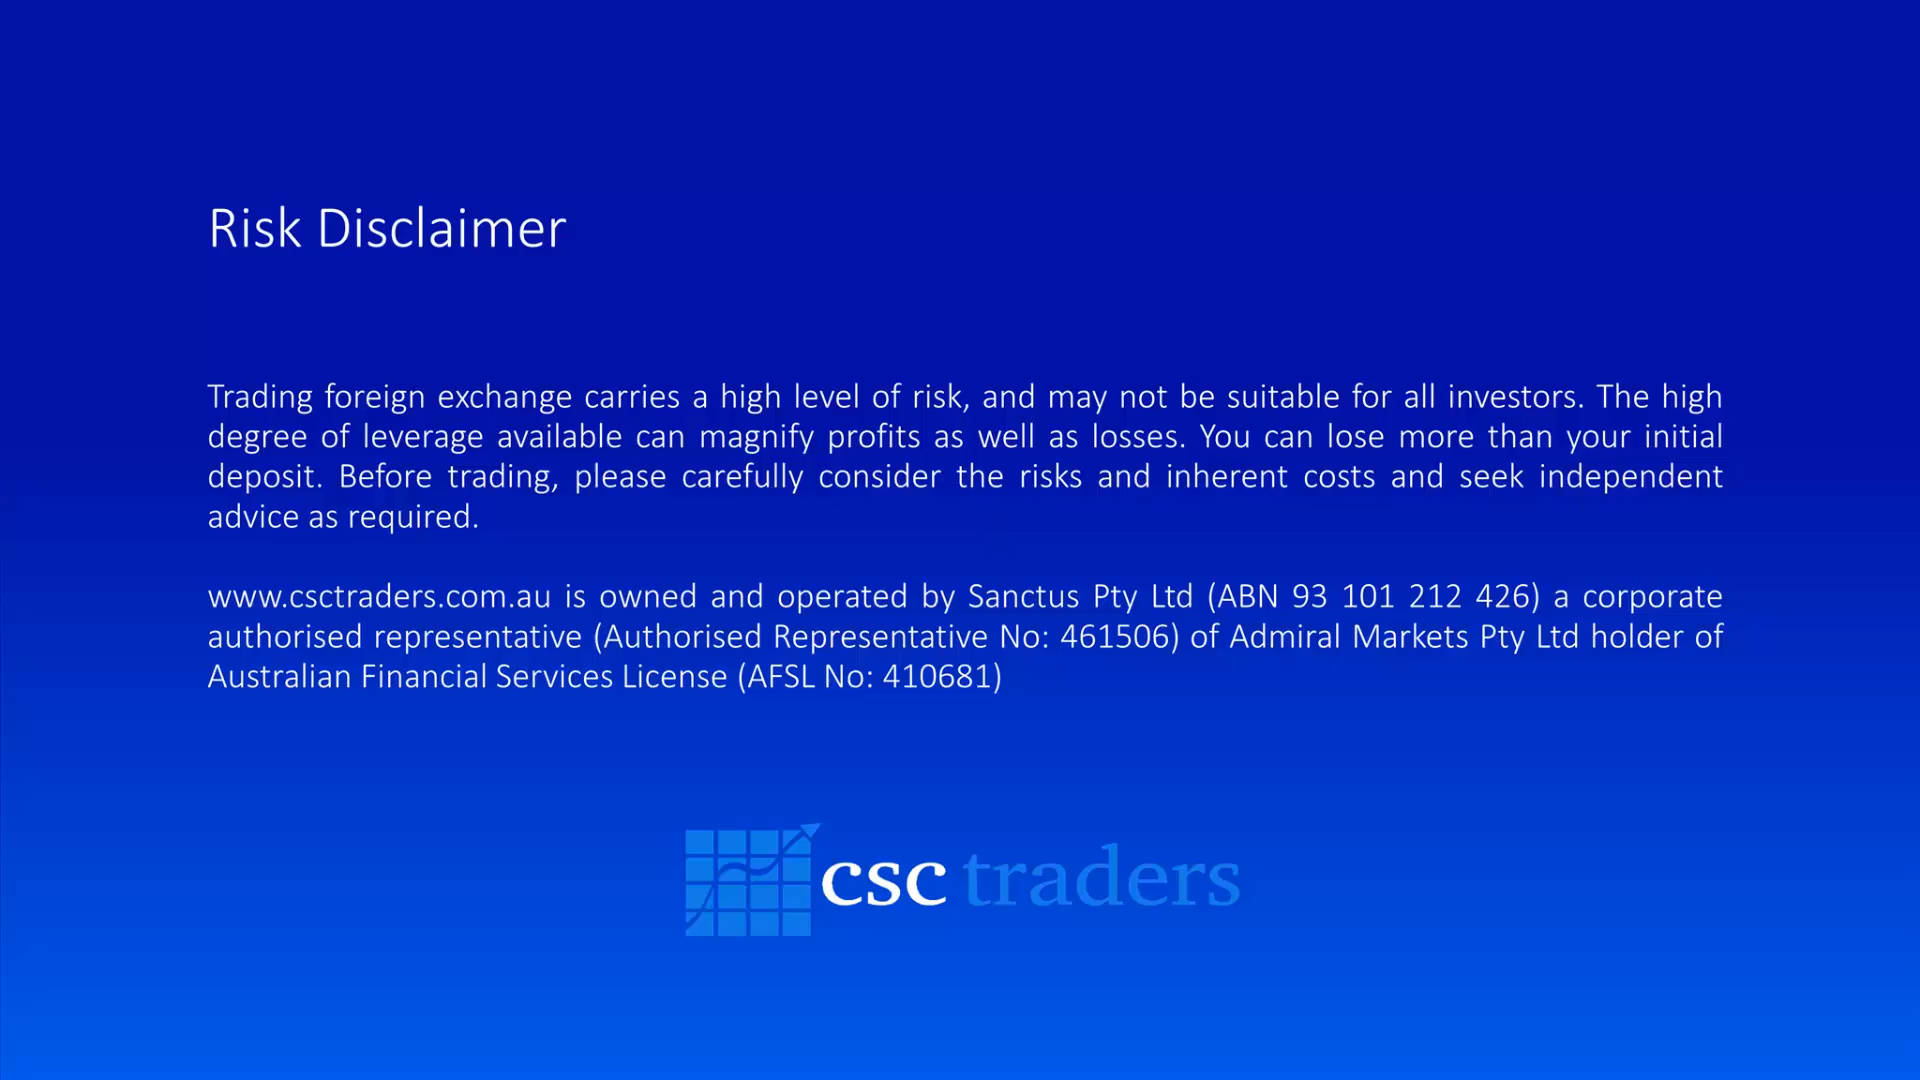 Risk Disclaimer
Trading foreign exchange carries a high level of risk, and may not be suitable for all investors. The high
degree of leverage available can magnify profits as well as losses. You can lose more than your initial
deposit. Before trading, please carefully consider the risks and inherent costs and seek independent
advice as required.
www.csctraders.com.au is owned and operated by Sanctus Pty Ltd (ABN 93 101 212 426) a corporate
authorised representative (Authorised Representative No: 461506) of Admiral Markets Pty Ltd holder of
Australian Financial Services License (AFSL No: 410681)
csc traders